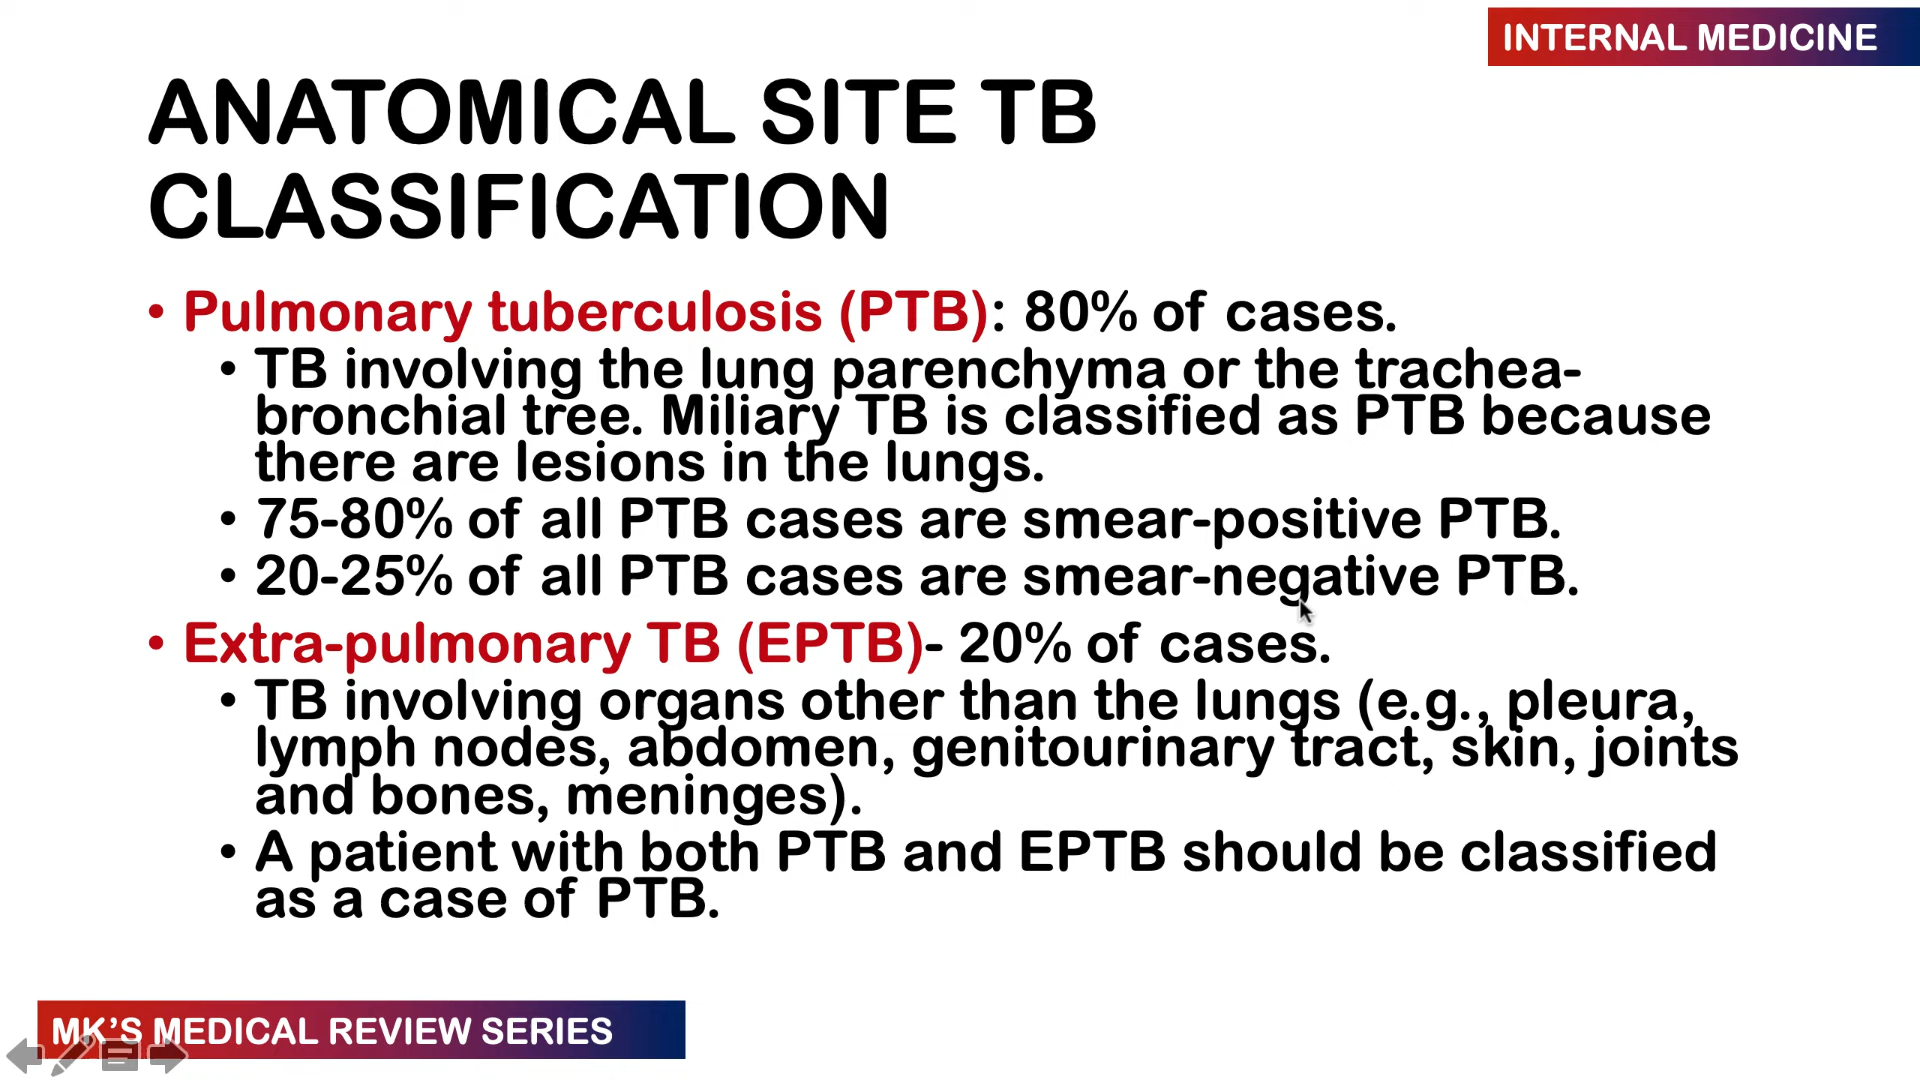 INTERNAL MEDICINE
ANATOMICAL SITE TB
CLASSIFICATION
• Pulmonary tuberculosis (PTB): 80% of cases.
• TB involving the lung parenchyma or the trachea-
bronchial tree. Miliary TB is classified as PTB because
there are lesions in the lungs.
• 75-80% of all PTB cases are smear-positive PTB.
• 20-25% of all PTB cases are smear-negative PTB.
• Extra-pulmonary TB (EPTB)- 20% of cases.
• TB involving organs other than the lungs (e.g., pleura,
lymph nodes, abdomen, genitourinary tract, skin, joints
and bones, meninges).
• A patient with both PTB and EPTB should be classified
as a case of PTB.
MK'S MEDICAL REVIEW SERIES